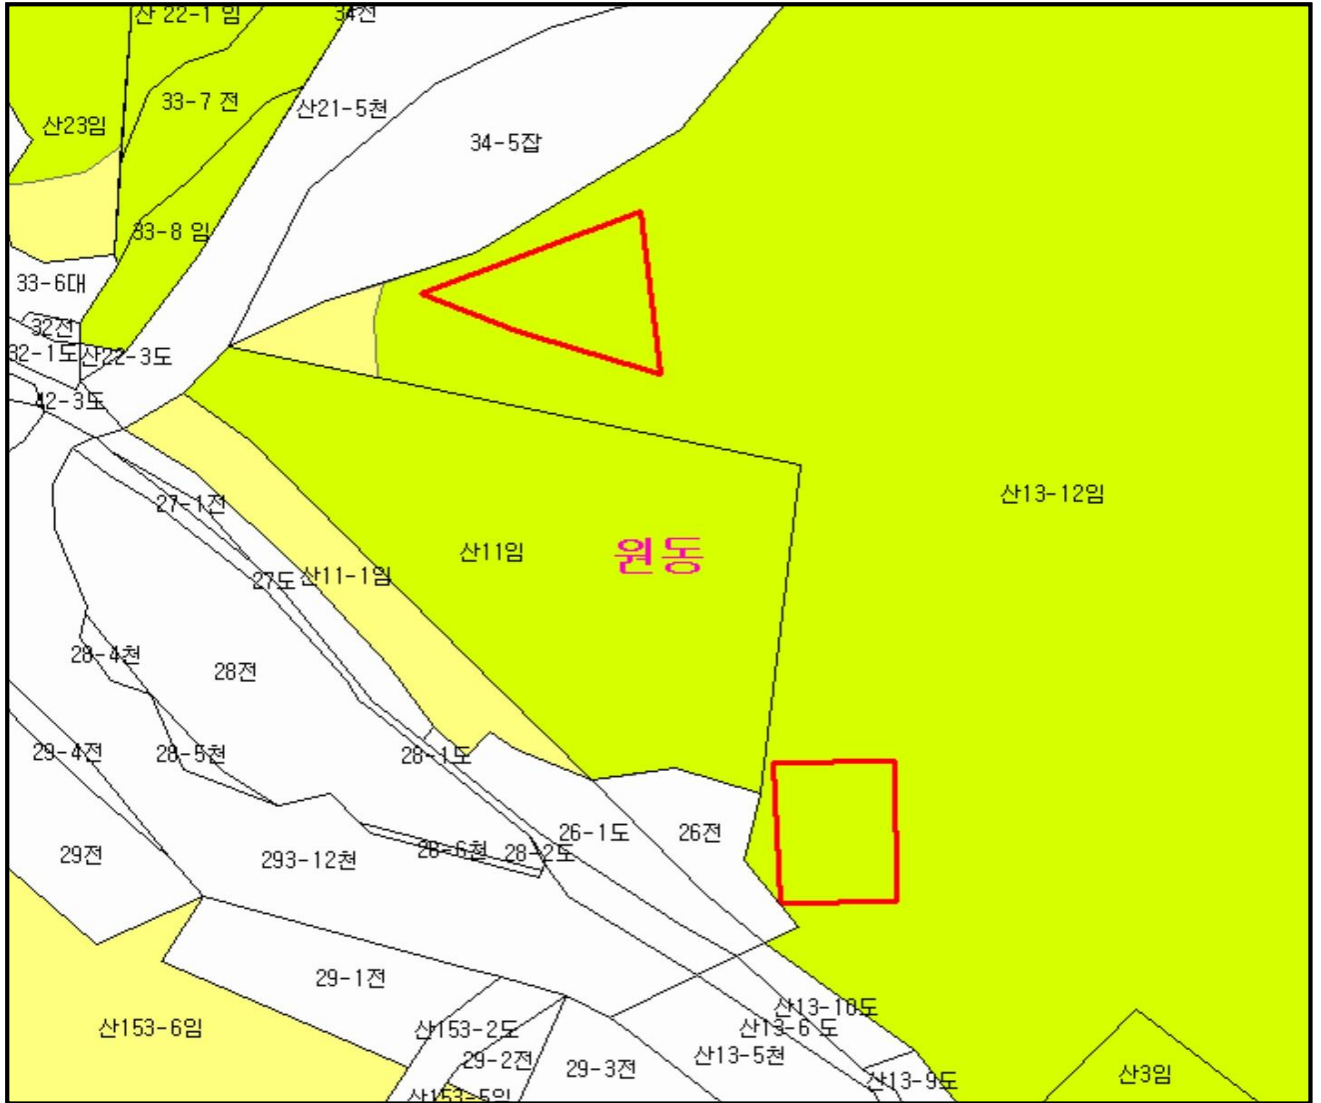 산 22-1 임
34전
33-7 전
산21-5천
산23임
34-5잡
33-8 임
33-6대
32전
32-1도
산22-3도
42-3도
산13-12임
27-1전
산11임
원동
27도
산11-1임
28-4천
28전
29-4전
28-5천
28-1도
26-1도
26전
29전
293-12천
28-6천
28-2도
29-1전
산13-10도
산153-6임
산153-2도
산13-6 도
29-2전
산13-5천
29-3전
산13-9도
산3임
산153-5임